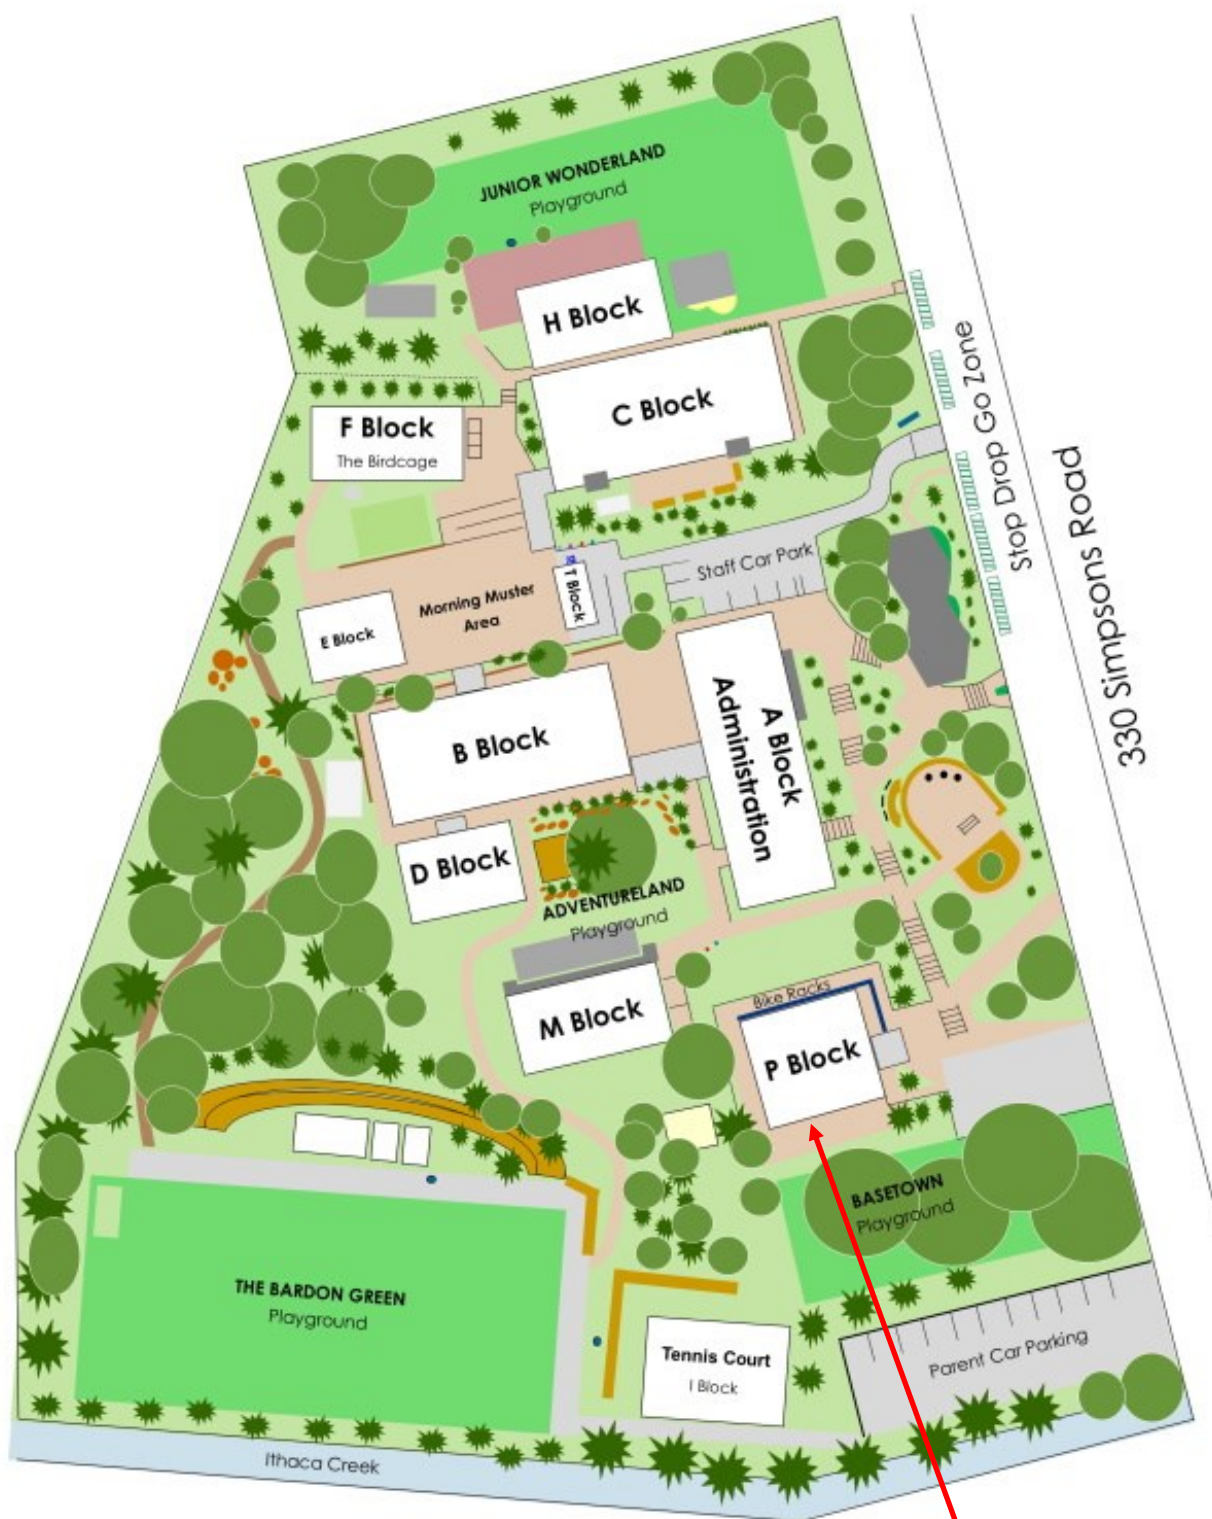 JUNIOR WONDERLAND
Playground
H Block
C Block
F Block
The Birdcage
Stop Drop Go Zone
330 Simpsons Road
Staff Car Park
T Block
Morning Muster
Area
E Block
B Block
A Block
Administration
D Block
ADVENTURELAND
Playground
M Block
Bike Racks
P Block
BASETOWN
Playground
THE BARDON GREEN
Playground
Tennis Court
I Block
Parent Car Parking
Ithaca Creek